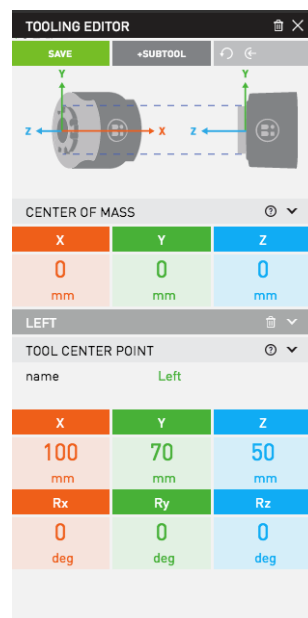 TOOLING EDITOR
SAVE +SUBTOOL
Y Y
Z X Z
CENTER OF MASS
X Y Z
0 0 0
mm mm mm
LEFT
TOOL CENTER POINT
name Left
X Y Z
100 70 50
mm mm mm
Rx Ry Rz
0 0 0
deg deg deg